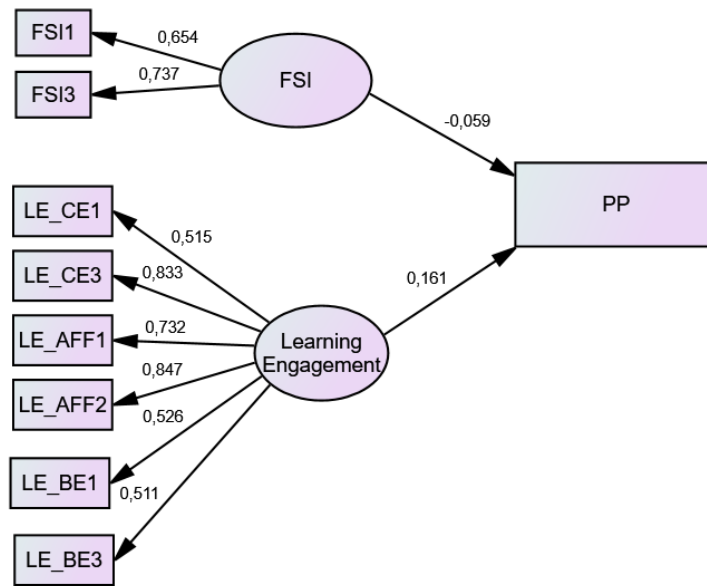 FSI1
0,654
FSI3
0,737
FSI
-0,059
PP
LE_CE1
0,515
LE_CE3
0,833
LE_AFF1
0,732
LE_AFF2
0,847
LE_BE1
0,526
LE_BE3
0,511
Learning
Engagement
0,161